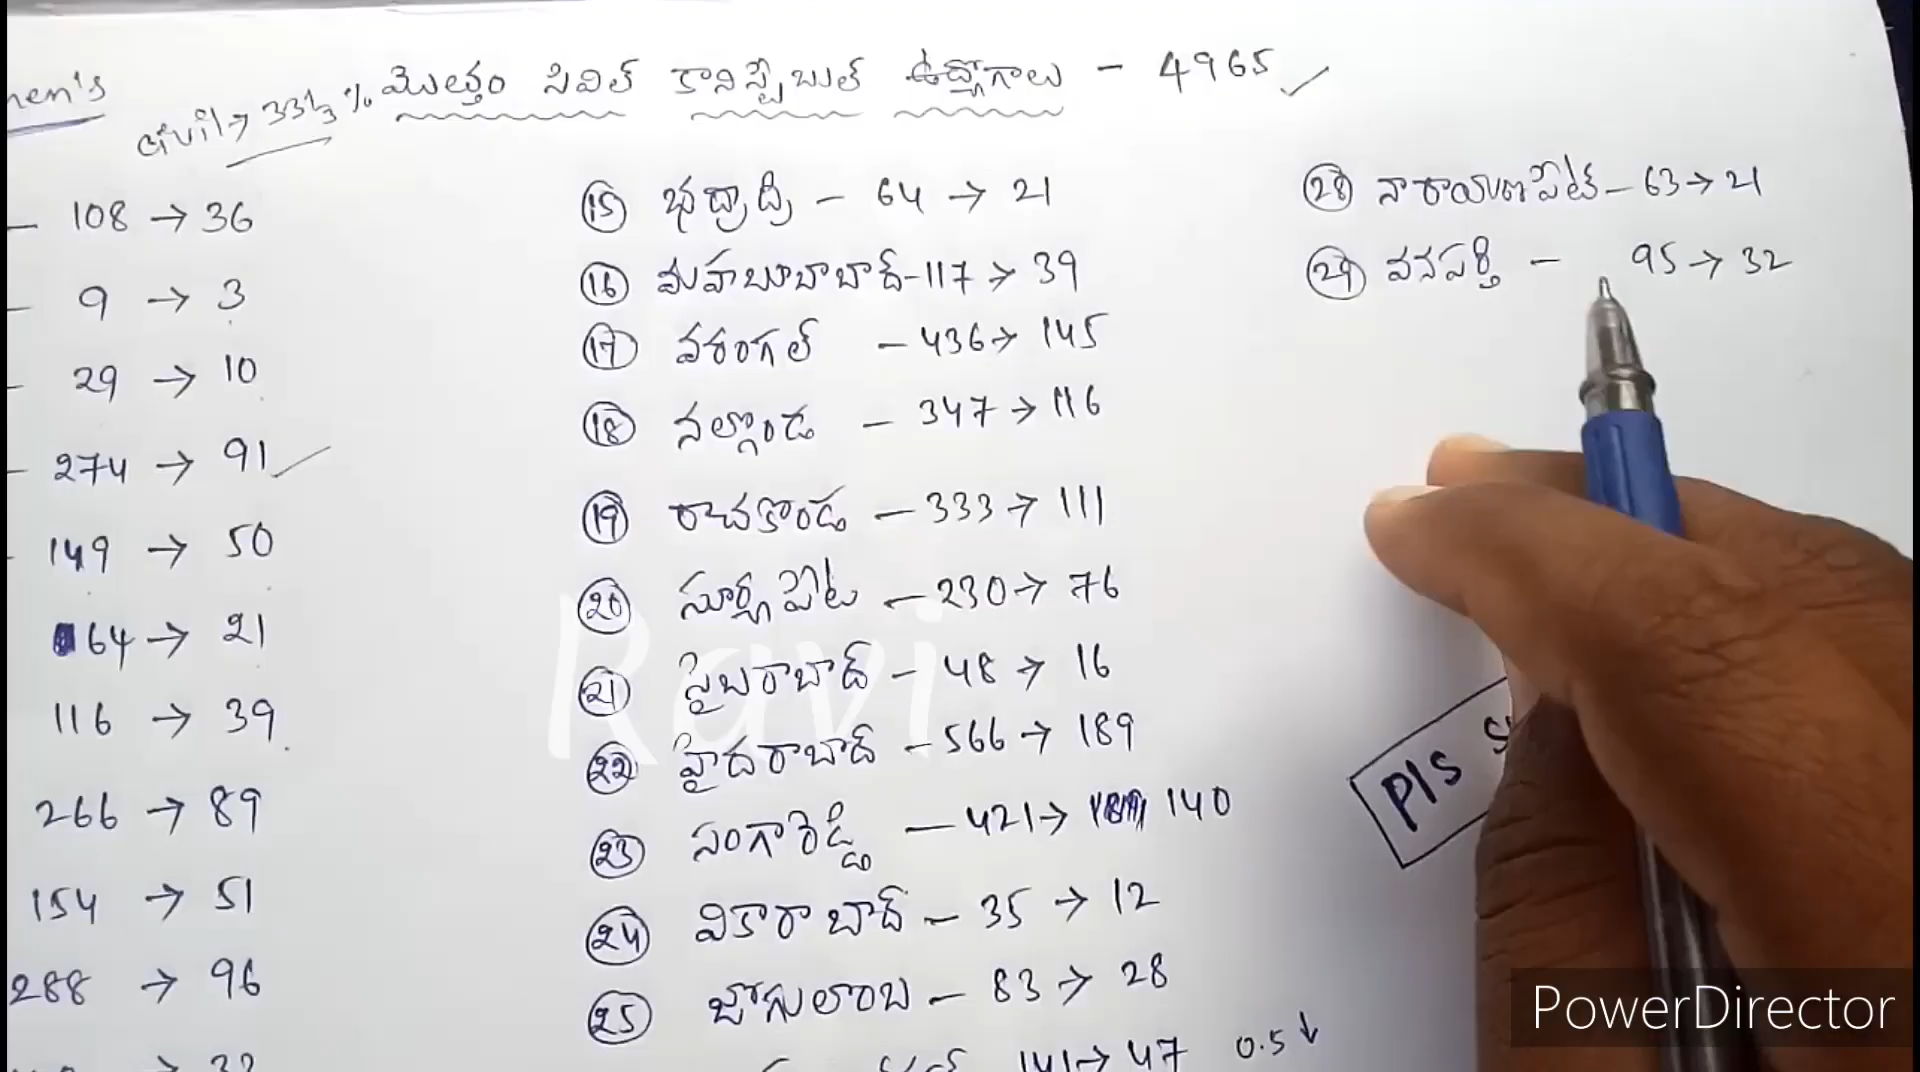 men's
civil → 33⅓ %
మొత్తం సివిల్ కానిస్టేబుల్ ఉద్యోగాలు - 4965 ✓
- 108 → 36
- 9 → 3
- 29 → 10
- 274 → 91 ✓
- 149 → 50
64 → 21
116 → 39
266 → 89
154 → 51
288 → 96
(15) భద్రాద్రి - 64 → 21
(16) మహబూబాబాద్ - 117 → 39
(17) వరంగల్ - 436 → 145
(18) నల్గొండ - 347 → 116
(19) రాచకొండ - 333 → 111
(20) సూర్యాపేట - 230 → 76
(21) సైబరాబాద్ - 48 → 16
(22) హైదరాబాద్ - 566 → 189
(23) సంగారెడ్డి - 421 → 140
(24) వికారాబాద్ - 35 → 12
(25) జోగులాంబ - 83 → 28
141 → 47 0.5 ↓
(28) నారాయణపేట్ - 63 → 21
(29) వనపర్తి - 95 → 32
Pls
Ravi
PowerDirector